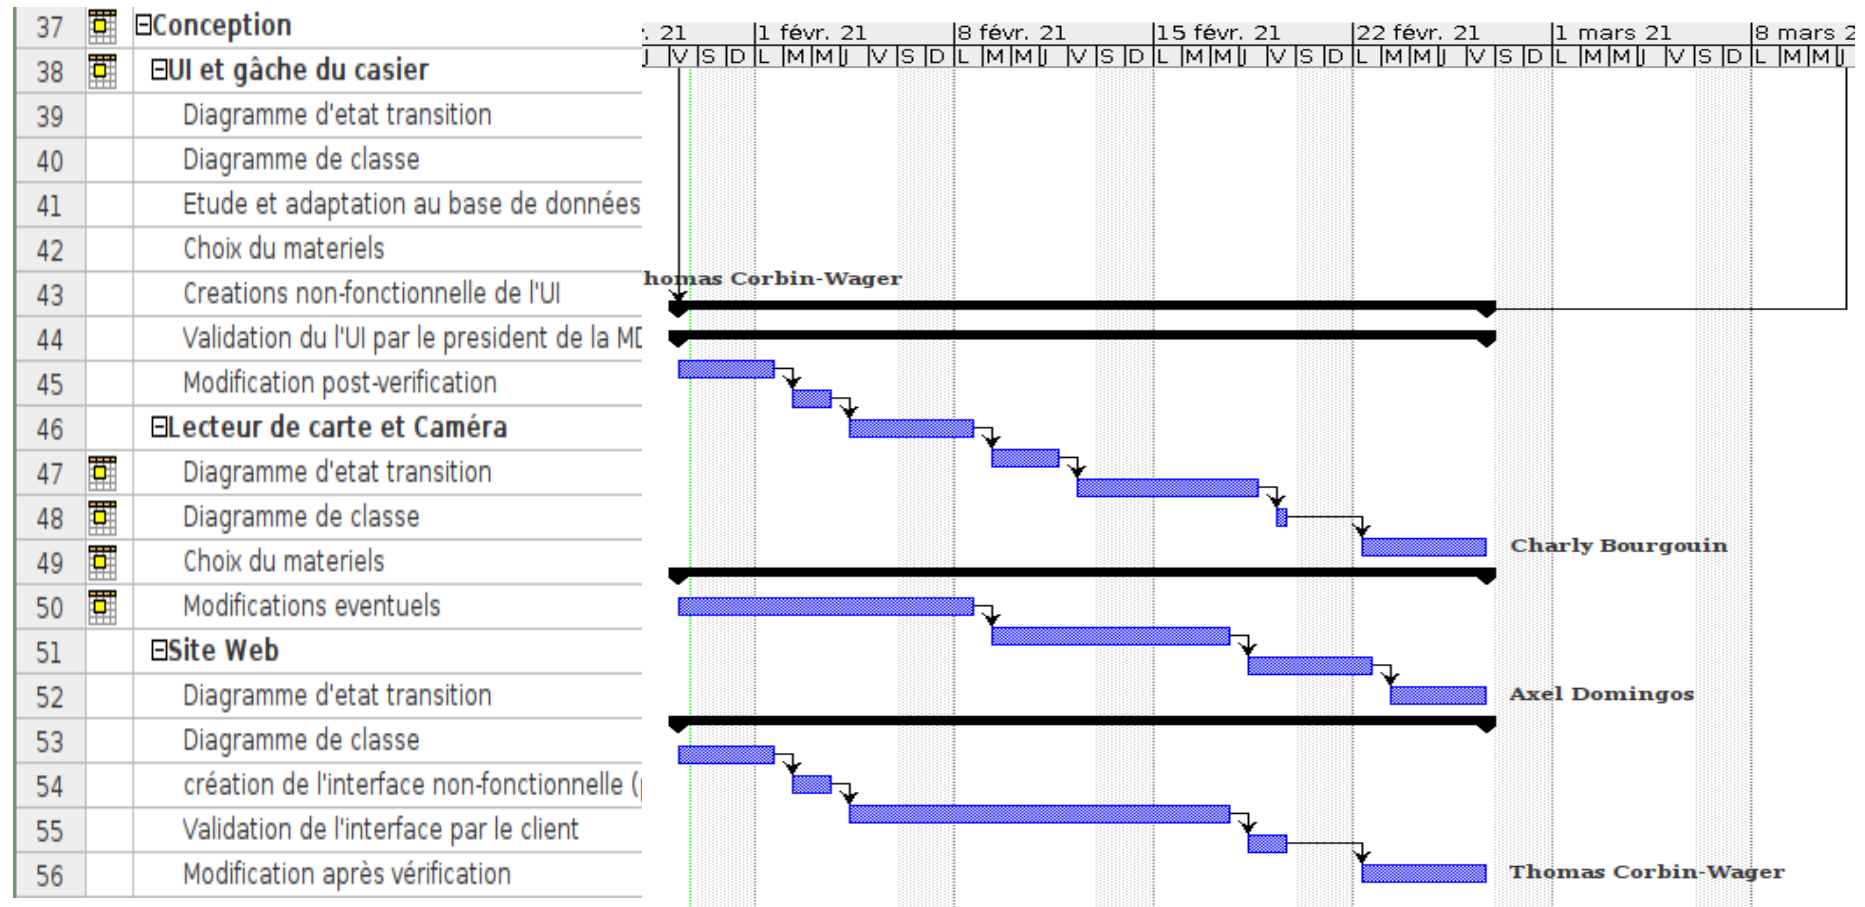 37 Conception
38 UI et gâche du casier
39 Diagramme d'etat transition
40 Diagramme de classe
41 Etude et adaptation au base de données
42 Choix du materiels
43 Creations non-fonctionnelle de l'UI
44 Validation du l'UI par le president de la MD
45 Modification post-verification
46 Lecteur de carte et Caméra
47 Diagramme d'etat transition
48 Diagramme de classe
49 Choix du materiels
50 Modifications eventuels
51 Site Web
52 Diagramme d'etat transition
53 Diagramme de classe
54 création de l'interface non-fonctionnelle (
55 Validation de l'interface par le client
56 Modification après vérification
. 21 1 févr. 21 8 févr. 21 15 févr. 21 22 févr. 21 1 mars 21 8 mars 2
J V S D L M M J V S D L M M J V S D L M M J V S D L M M J V S D L M M J V S D L M M J
homas Corbin-Wager
Charly Bourgouin
Axel Domingos
Thomas Corbin-Wager